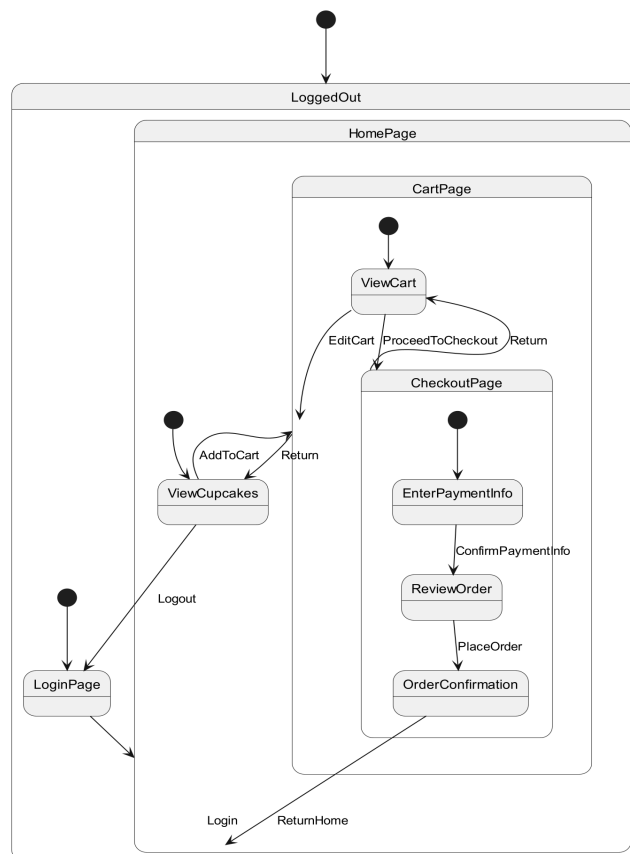 LoggedOut
HomePage
CartPage
ViewCart
EditCart
ProceedToCheckout
Return
CheckoutPage
AddToCart
Return
ViewCupcakes
EnterPaymentInfo
ConfirmPaymentInfo
ReviewOrder
Logout
PlaceOrder
LoginPage
OrderConfirmation
Login
ReturnHome